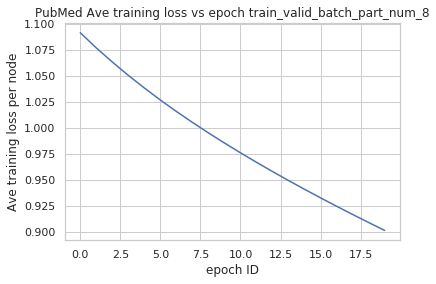 PubMed Ave training loss vs epoch train_valid_batch_part_num_8
Ave training loss per node
1.100
1.075
1.050
1.025
1.000
0.975
0.950
0.925
0.900
0.0 2.5 5.0 7.5 10.0 12.5 15.0 17.5
epoch ID